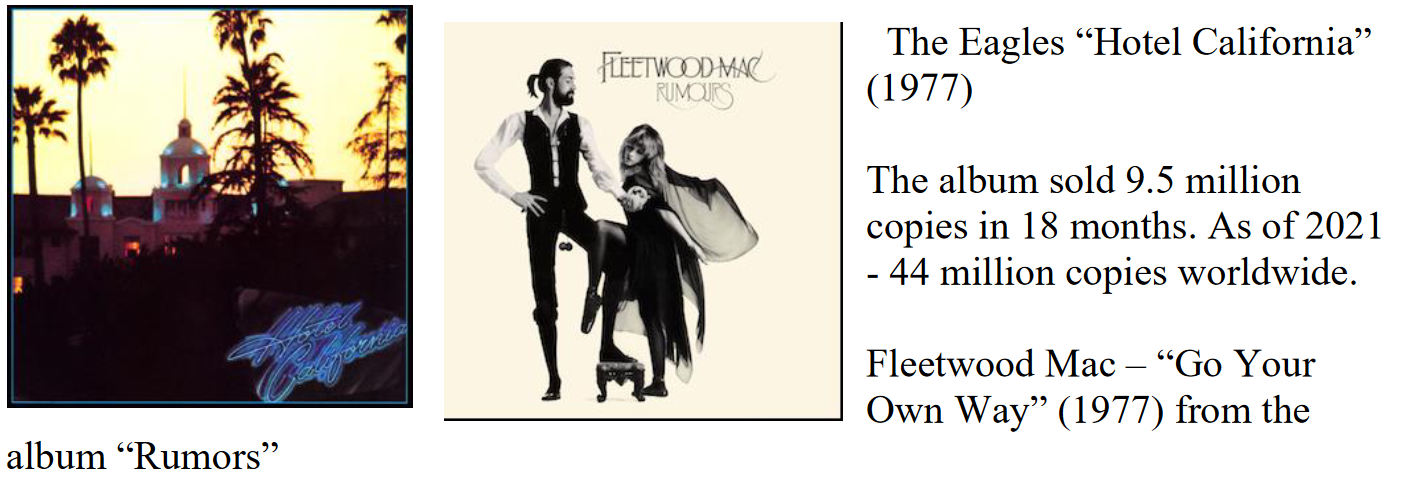 Hotel
California
FLEETWOOD MAC
RUMOURS
The Eagles “Hotel California”
(1977)
The album sold 9.5 million
copies in 18 months. As of 2021
- 44 million copies worldwide.
Fleetwood Mac – “Go Your
Own Way” (1977) from the
album “Rumors”